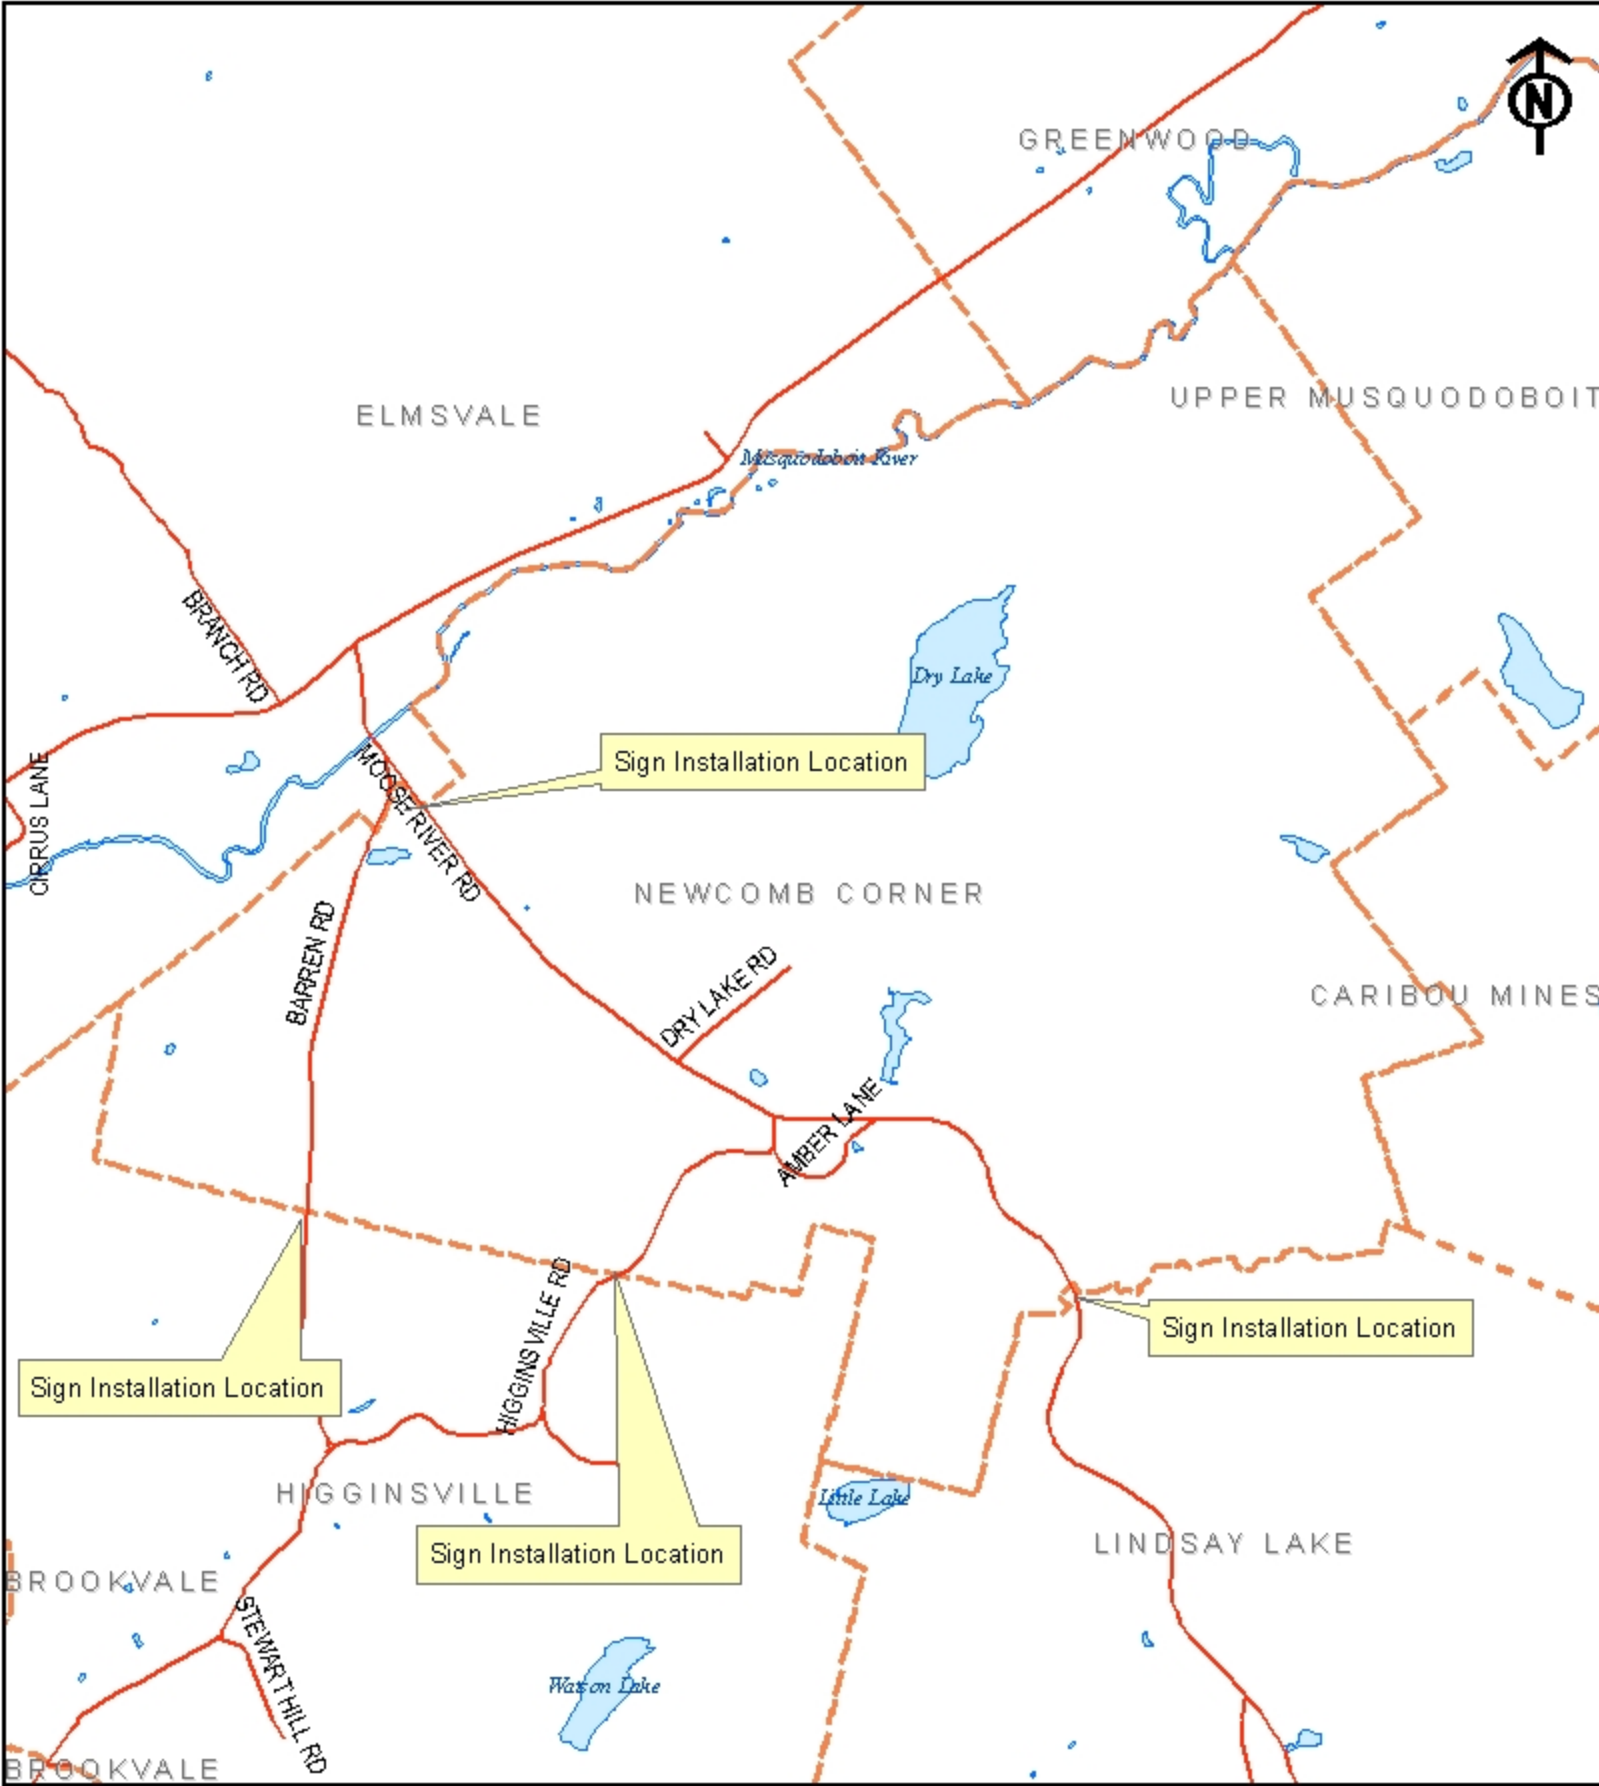 N
GREENWOOD
UPPER MUSQUODOBOIT
ELMSVALE
Musquodoboit River
BRANCH RD
Dry Lake
CIRRUS LANE
MOOSE RIVER RD
Sign Installation Location
NEWCOMB CORNER
BARREN RD
DRY LAKE RD
CARIBOU MINES
AMBER LANE
HIGGINSVILLE RD
Sign Installation Location
Sign Installation Location
HIGGINSVILLE
Little Lake
LINDSAY LAKE
Sign Installation Location
BROOKVALE
STEWART HILL RD
Watson Lake
BROOKVALE